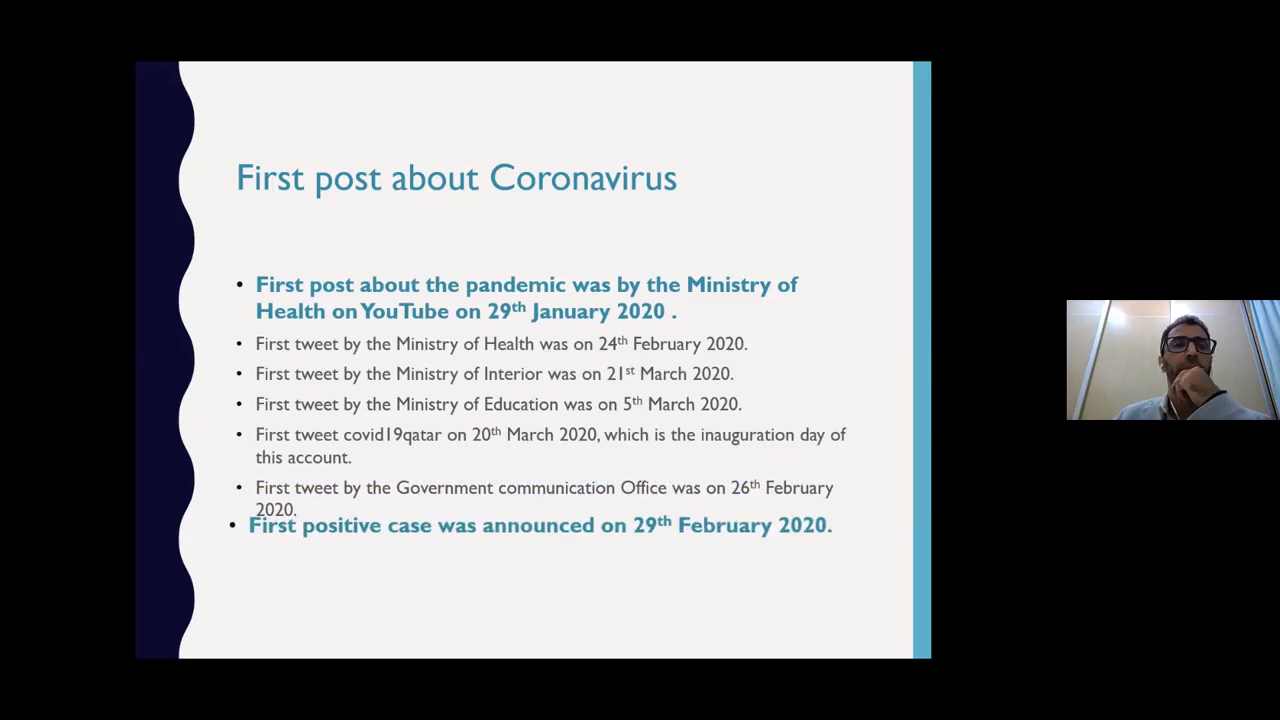 First post about Coronavirus
• First post about the pandemic was by the Ministry of
Health on YouTube on 29th January 2020 .
• First tweet by the Ministry of Health was on 24th February 2020.
• First tweet by the Ministry of Interior was on 21st March 2020.
• First tweet by the Ministry of Education was on 5th March 2020.
• First tweet covid19qatar on 20th March 2020, which is the inauguration day of
this account.
• First tweet by the Government communication Office was on 26th February
2020.
• First positive case was announced on 29th February 2020.